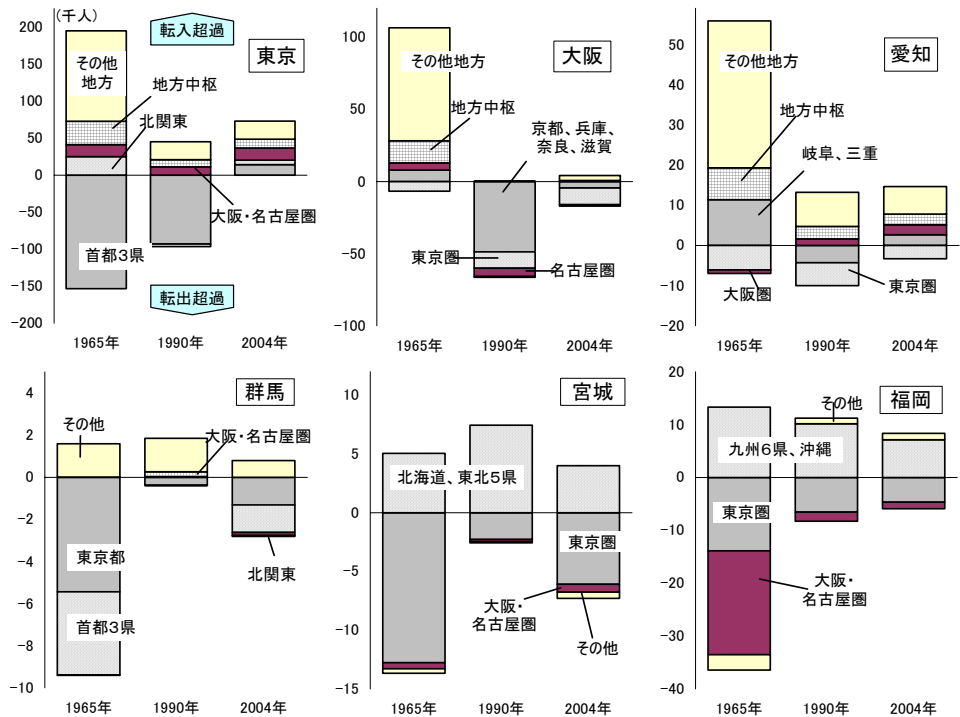 (千人)
200
150
100
50
0
−50
−100
−150
−200
転入超過
東京
その他
地方
地方中枢
北関東
大阪・名古屋圏
首都3県
転出超過
1965年
1990年
2004年
100
50
0
−50
−100
大阪
その他地方
地方中枢
京都、兵庫、
奈良、滋賀
東京圏
名古屋圏
1965年
1990年
2004年
50
40
30
20
10
0
−10
−20
愛知
その他地方
地方中枢
岐阜、三重
東京圏
大阪圏
1965年
1990年
2004年
4
2
0
−2
−4
−6
−8
−10
群馬
その他
大阪・名古屋圏
東京都
北関東
首都3県
1965年
1990年
2004年
10
5
0
−5
−10
−15
宮城
北海道、東北5県
東京圏
大阪・
名古屋圏
その他
1965年
1990年
2004年
20
10
0
−10
−20
−30
−40
福岡
その他
九州6県、沖縄
東京圏
大阪・
名古屋圏
1965年
1990年
2004年